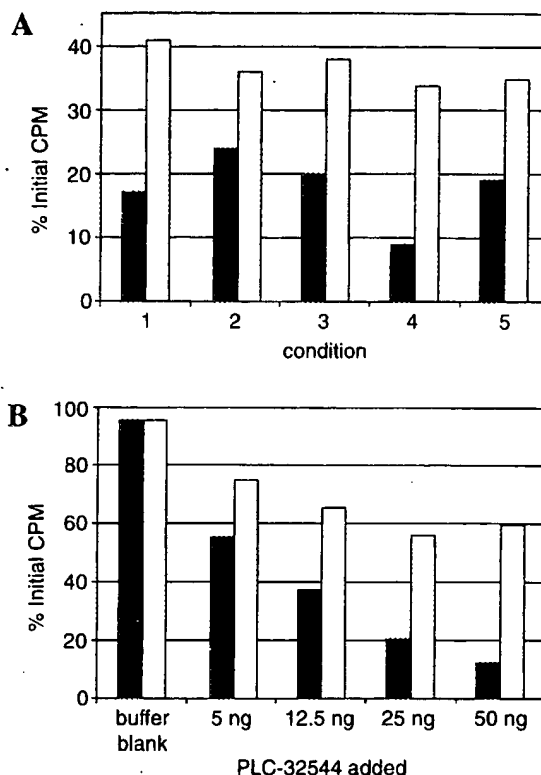 A
% Initial CPM
40
30
20
10
0
1 2 3 4 5
condition
B
% Initial CPM
100
80
60
40
20
0
buffer blank 5 ng 12.5 ng 25 ng 50 ng
PLC-32544 added